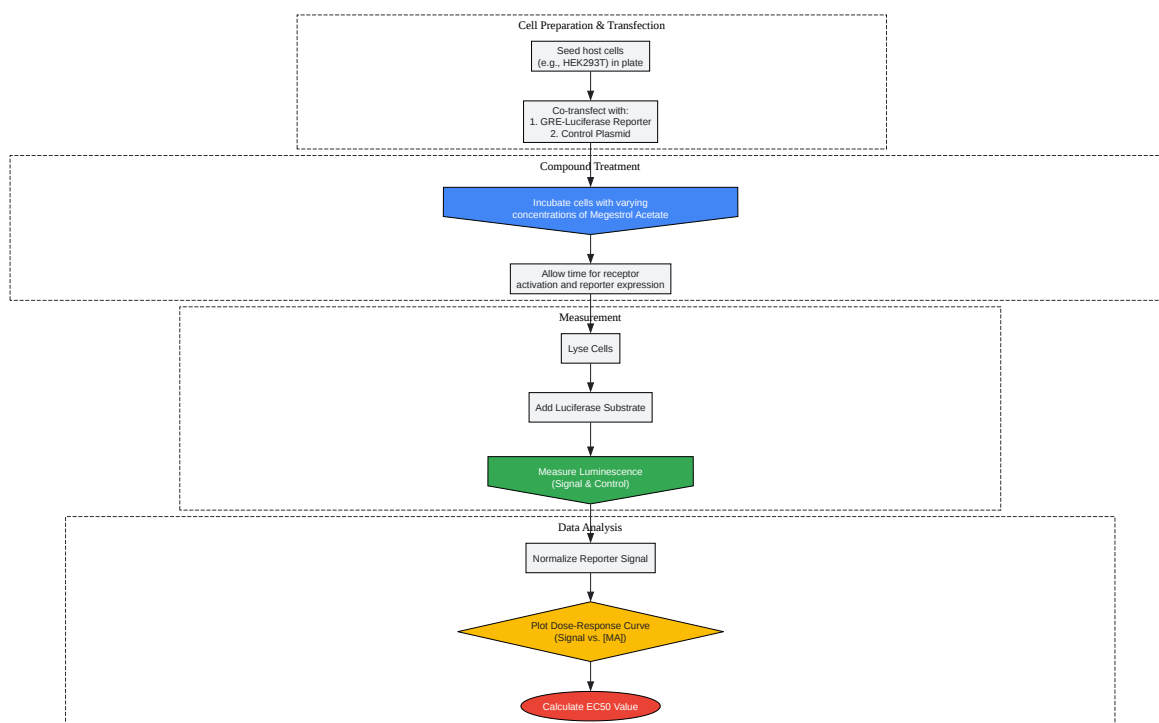 Cell Preparation & Transfection
Seed host cells
(e.g., HEK293T) in plate
Co-transfect with:
1. GRE-Luciferase Reporter
2. Control Plasmid
Compound Treatment
Incubate cells with varying
concentrations of Megestrol Acetate
Allow time for receptor
activation and reporter expression
Measurement
Lyse Cells
Add Luciferase Substrate
Measure Luminescence
(Signal & Control)
Data Analysis
Normalize Reporter Signal
Plot Dose-Response Curve
(Signal vs. [MA])
Calculate EC50 Value